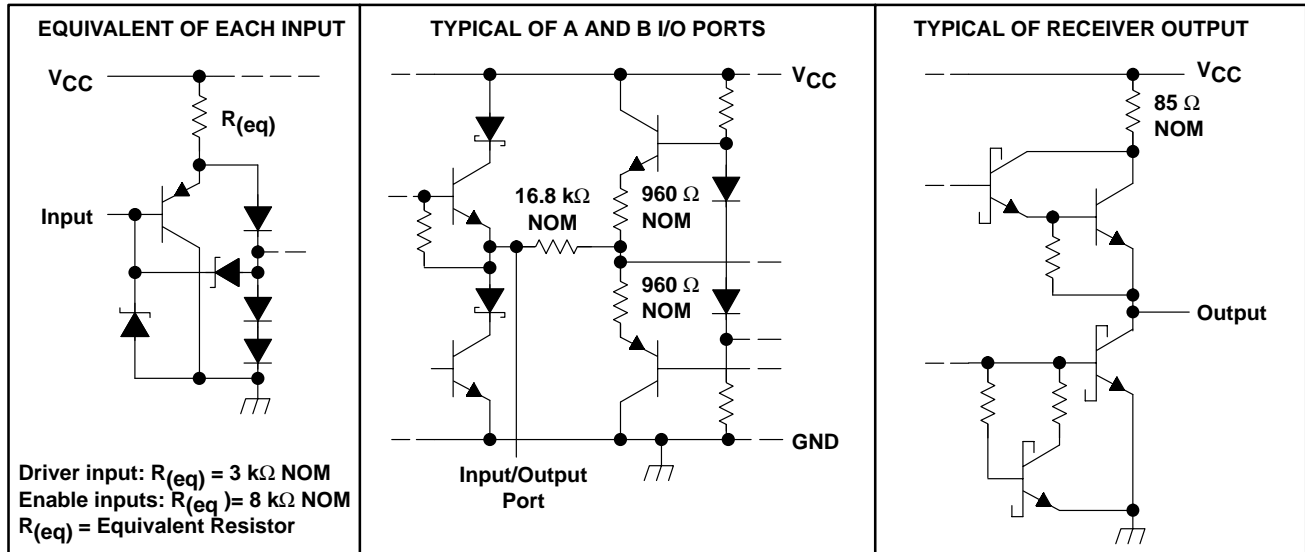 EQUIVALENT OF EACH INPUT
VCC
R(eq)
Input
Driver input: R(eq) = 3 kΩ NOM
Enable inputs: R(eq )= 8 kΩ NOM
R(eq) = Equivalent Resistor
TYPICAL OF A AND B I/O PORTS
VCC
16.8 kΩ
NOM
960 Ω
NOM
960 Ω
NOM
GND
Input/Output
Port
TYPICAL OF RECEIVER OUTPUT
VCC
85 Ω
NOM
Output